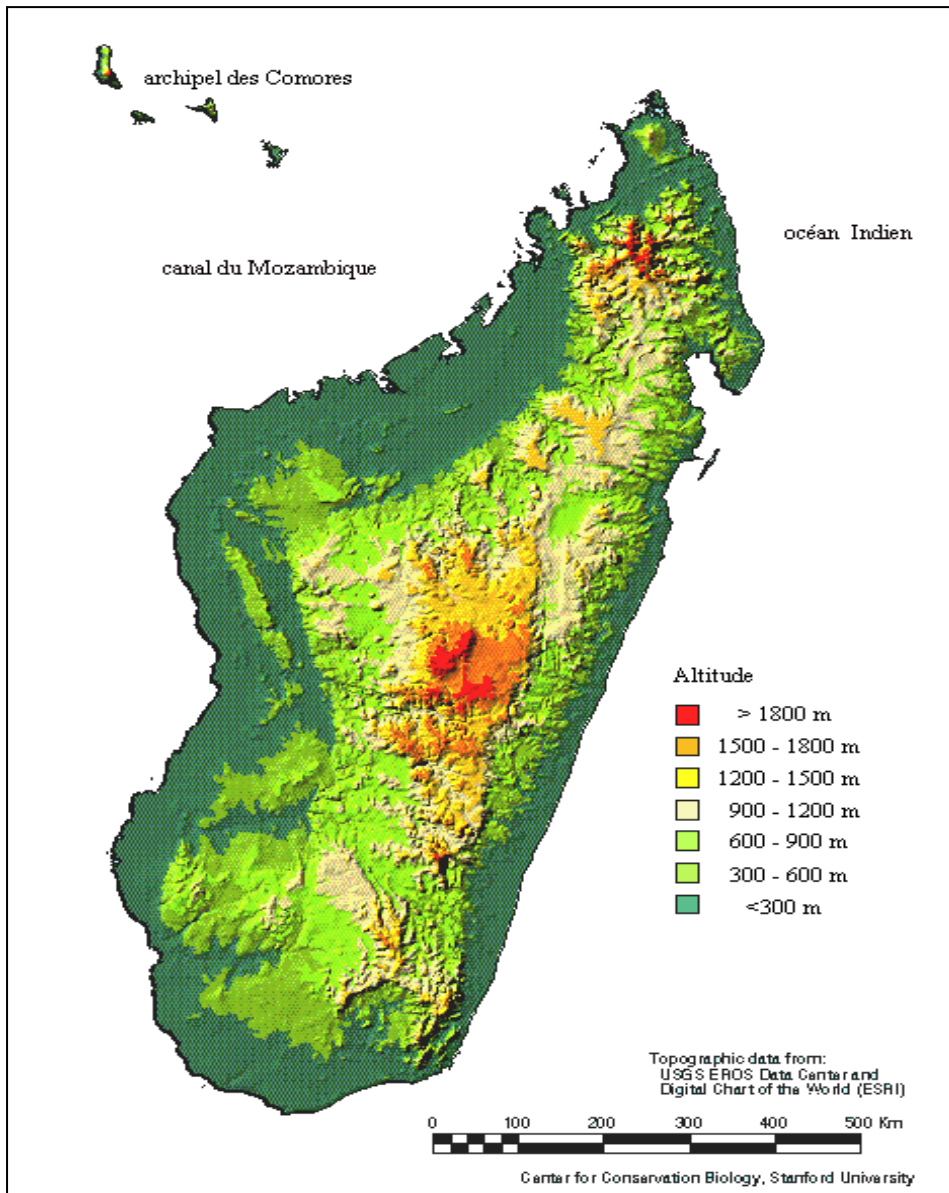 archipel des Comores
océan Indien
canal du Mozambique
Altitude
> 1800 m
1500 - 1800 m
1200 - 1500 m
900 - 1200 m
600 - 900 m
300 - 600 m
<300 m
Topographic data from:
USGS EROS Data Center and
Digital Chart of the World (ESRI)
0 100 200 300 400 500 Km
Center for Conservation Biology, Stanford University